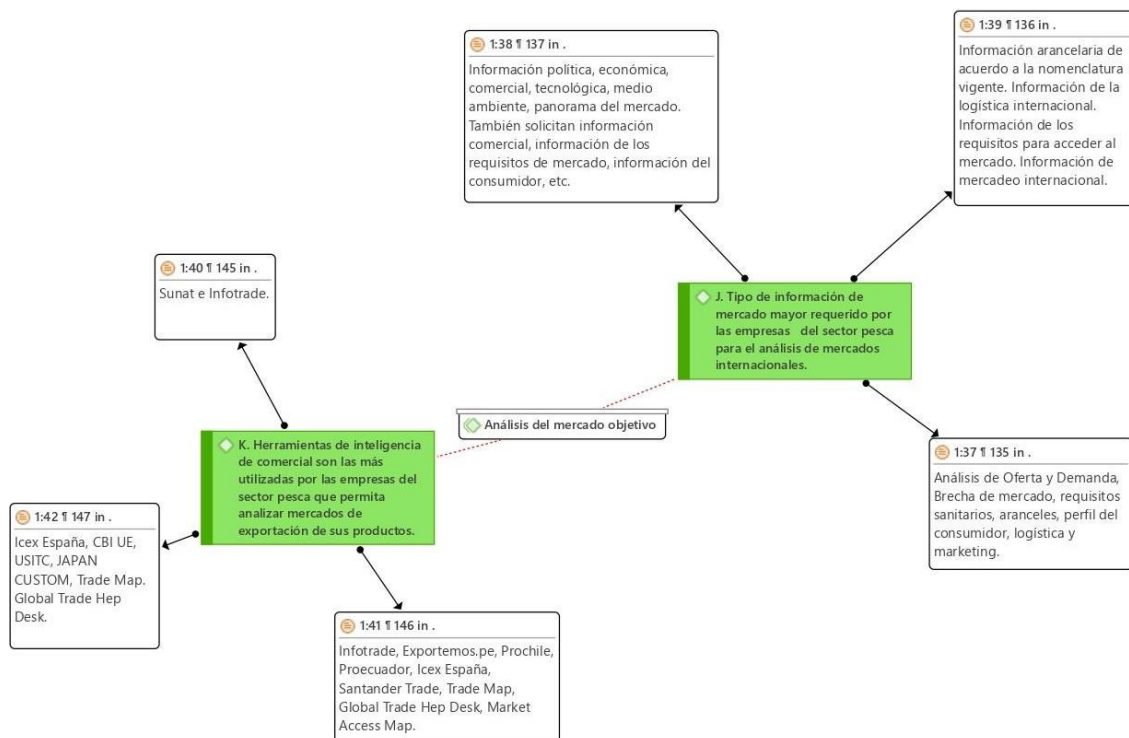 1:38 ¶ 137 in .
Información política, económica,
comercial, tecnológica, medio
ambiente, panorama del mercado.
También solicitan información
comercial, información de los
requisitos de mercado, información del
consumidor, etc.
1:39 ¶ 136 in .
Información arancelaria de
acuerdo a la nomenclatura
vigente. Información de la
logística internacional.
Información de los
requisitos para acceder al
mercado. Información de
mercadeo internacional.
1:40 ¶ 145 in .
Sunat e Infotrade.
J. Tipo de información de
mercado mayor requerido por
las empresas del sector pesca
para el análisis de mercados
internacionales.
Análisis del mercado objetivo
K. Herramientas de inteligencia
de comercial son las más
utilizadas por las empresas del
sector pesca que permita
analizar mercados de
exportación de sus productos.
1:37 ¶ 135 in .
Análisis de Oferta y Demanda,
Brecha de mercado, requisitos
sanitarios, aranceles, perfil del
consumidor, logística y
marketing.
1:42 ¶ 147 in .
Icex España, CBI UE,
USITC, JAPAN
CUSTOM, Trade Map.
Global Trade Hep
Desk.
1:41 ¶ 146 in .
Infotrade, Exportemos.pe, Prochile,
Proecuador, Icex España,
Santander Trade, Trade Map,
Global Trade Hep Desk, Market
Access Map.